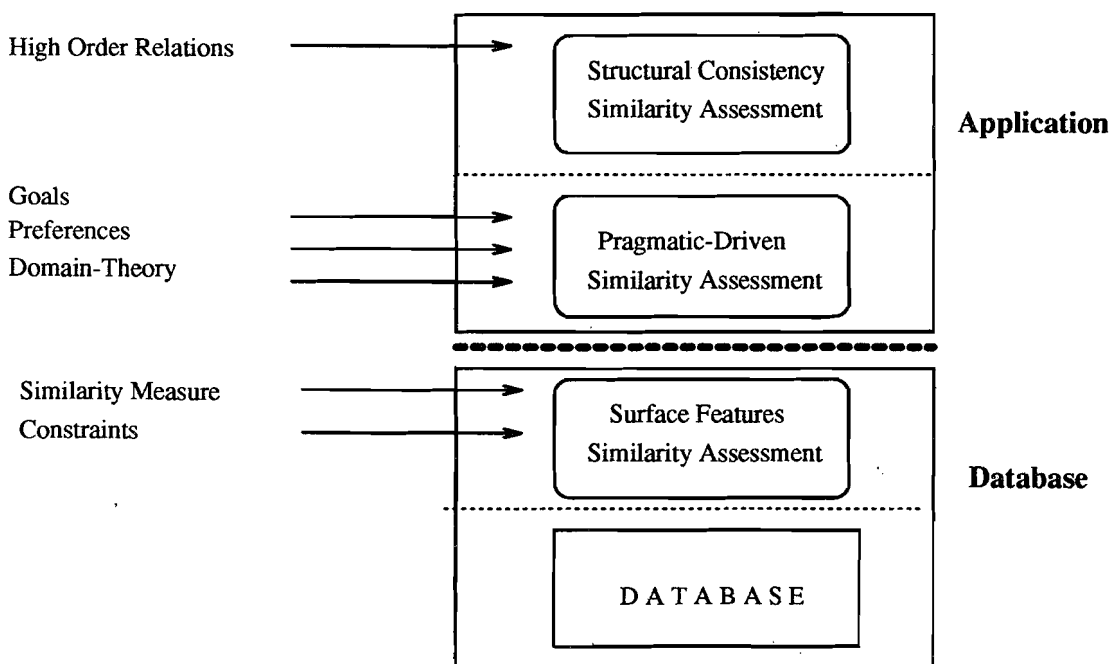 High Order Relations
Structural Consistency
Similarity Assessment
Application
Goals
Preferences
Domain-Theory
Pragmatic-Driven
Similarity Assessment
Similarity Measure
Constraints
Surface Features
Similarity Assessment
Database
D A T A B A S E